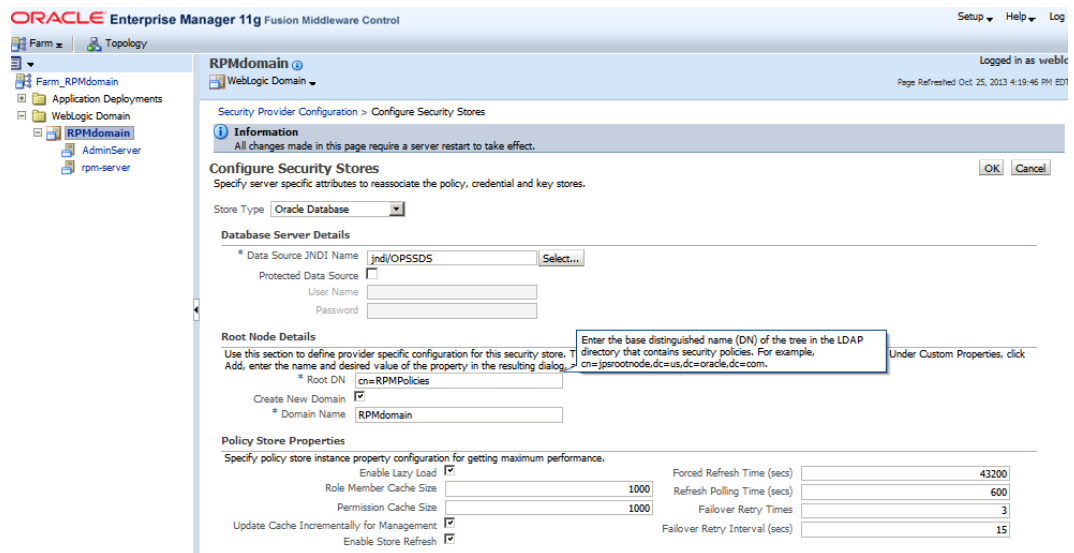 ORACLE Enterprise Manager 11g Fusion Middleware Control
Setup Help Log
Farm Topology
Farm_RPMdomain
Application Deployments
WebLogic Domain
RPMdomain
AdminServer
rpm-server
RPMdomain
Logged in as
WebLogic Domain
Page Refreshed Oct 25, 2013 4:19:46 PM EDT
Security Provider Configuration > Configure Security Stores
Information
All changes made in this page require a server restart to take effect.
Configure Security Stores
OK Cancel
Specify server specific attributes to reassociate the policy, credential and key stores.
Store Type Oracle Database
Database Server Details
* Data Source JNDI Name jndi/OPSSDS Select...
Protected Data Source
User Name
Password
Root Node Details
Enter the base distinguished name (DN) of the tree in the LDAP
Use this section to define provider specific configuration for this security store. T directory that contains security policies. For example, Under Custom Properties, click
Add, enter the name and desired value of the property in the resulting dialog, cn=jpsrootnode,dc=us,dc=oracle,dc=com.
* Root DN cn=RPMPolicies
Create New Domain
* Domain Name RPMdomain
Policy Store Properties
Specify policy store instance property configuration for getting maximum performance.
Enable Lazy Load
Forced Refresh Time (secs) 43200
Role Member Cache Size 1000
Refresh Polling Time (secs) 600
Permission Cache Size 1000
Failover Retry Times 3
Update Cache Incrementally for Management
Failover Retry Interval (secs) 15
Enable Store Refresh